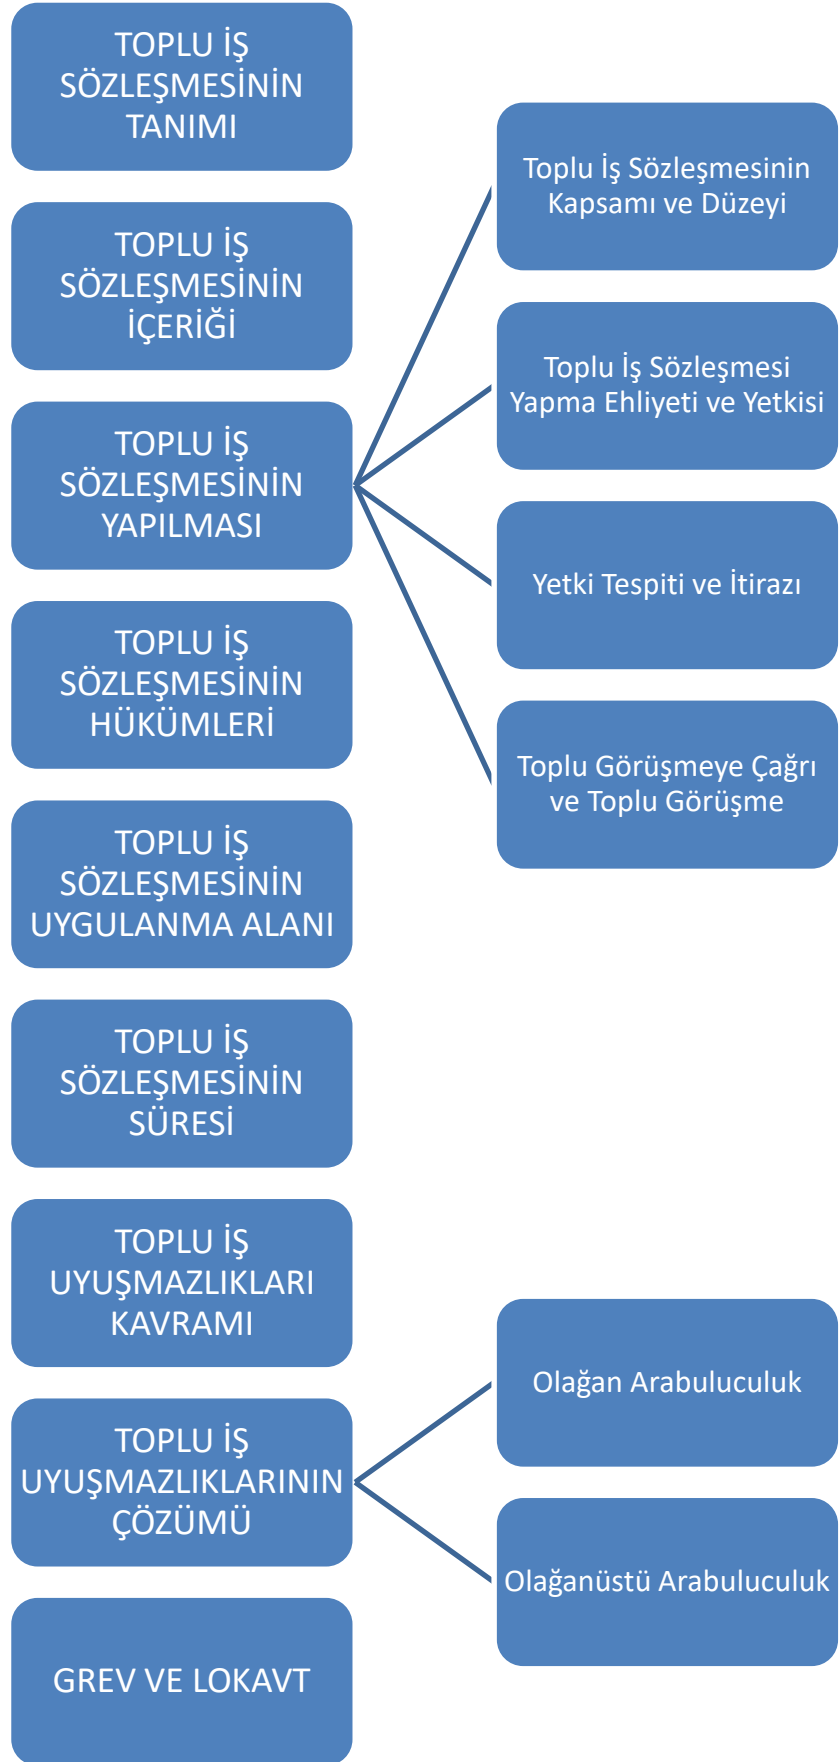 TOPLU İŞ
SÖZLEŞMESİNİN
TANIMI
TOPLU İŞ
SÖZLEŞMESİNİN
İÇERİĞİ
TOPLU İŞ
SÖZLEŞMESİNİN
YAPILMASI
Toplu İş Sözleşmesinin
Kapsamı ve Düzeyi
Toplu İş Sözleşmesi
Yapma Ehliyeti ve Yetkisi
Yetki Tespiti ve İtirazı
Toplu Görüşmeye Çağrı
ve Toplu Görüşme
TOPLU İŞ
SÖZLEŞMESİNİN
HÜKÜMLERİ
TOPLU İŞ
SÖZLEŞMESİNİN
UYGULANMA ALANI
TOPLU İŞ
SÖZLEŞMESİNİN
SÜRESİ
TOPLU İŞ
UYUŞMAZLIKLARI
KAVRAMI
TOPLU İŞ
UYUŞMAZLIKLARININ
ÇÖZÜMÜ
Olağan Arabuluculuk
Olağanüstü Arabuluculuk
GREV VE LOKAVT